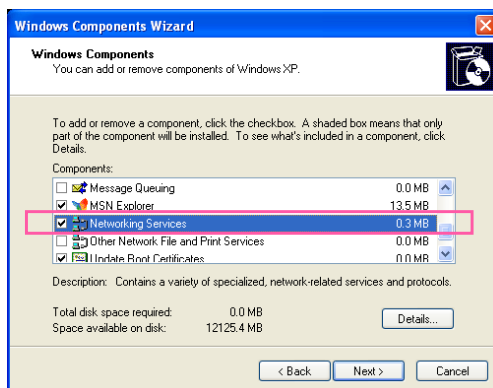 Windows Components Wizard
Windows Components
You can add or remove components of Windows XP.
To add or remove a component, click the checkbox. A shaded box means that only
part of the component will be installed. To see what's included in a component, click
Details.
Components:
Message Queuing 0.0 MB
MSN Explorer 13.5 MB
Networking Services 0.3 MB
Other Network File and Print Services 0.0 MB
Update Root Certificates 0.0 MB
Description: Contains a variety of specialized, network-related services and protocols.
Total disk space required: 0.0 MB
Space available on disk: 12125.4 MB
Details...
< Back Next > Cancel